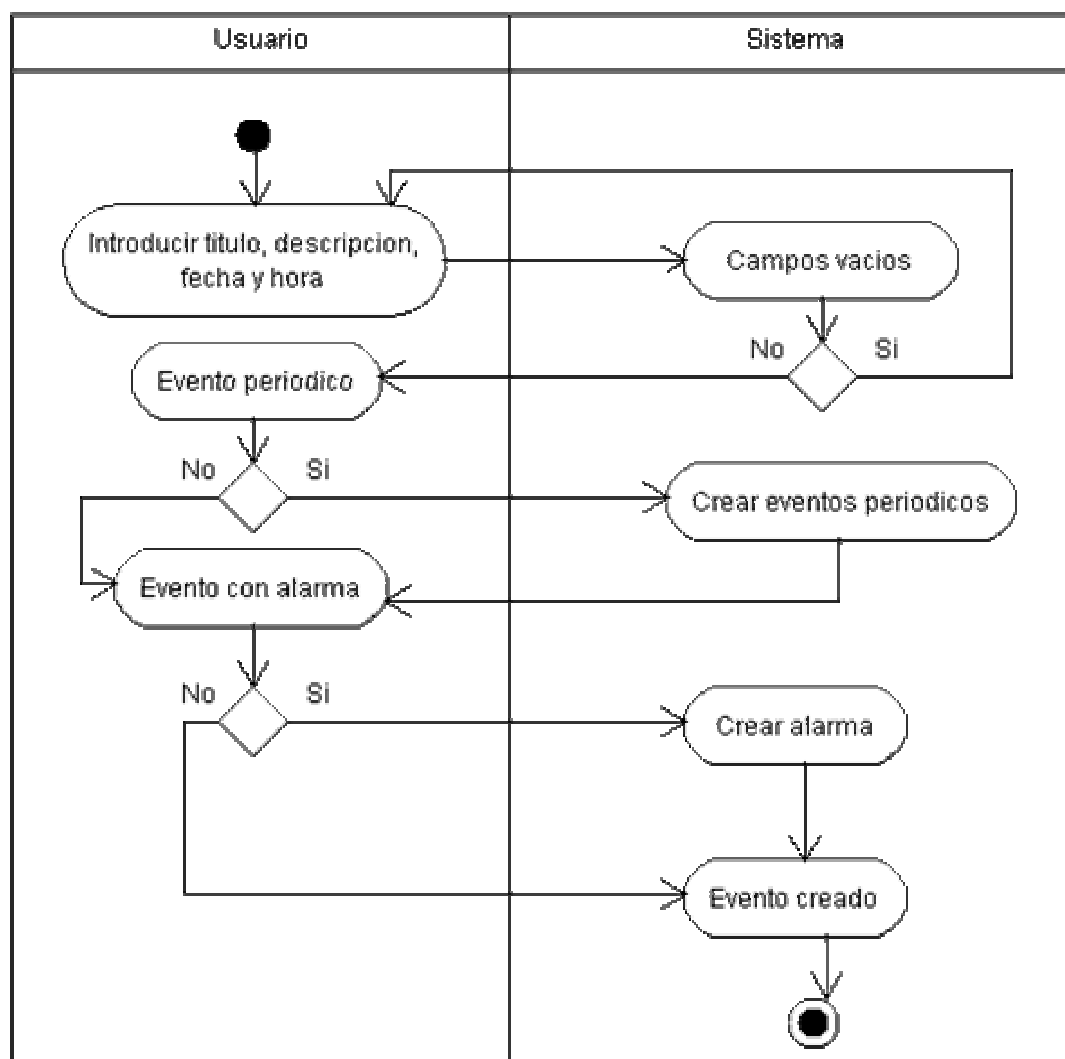 Usuario
Sistema
Introducir titulo, descripcion,
fecha y hora
Campos vacios
No
Si
Evento periodico
No
Si
Crear eventos periodicos
Evento con alarma
No
Si
Crear alarma
Evento creado